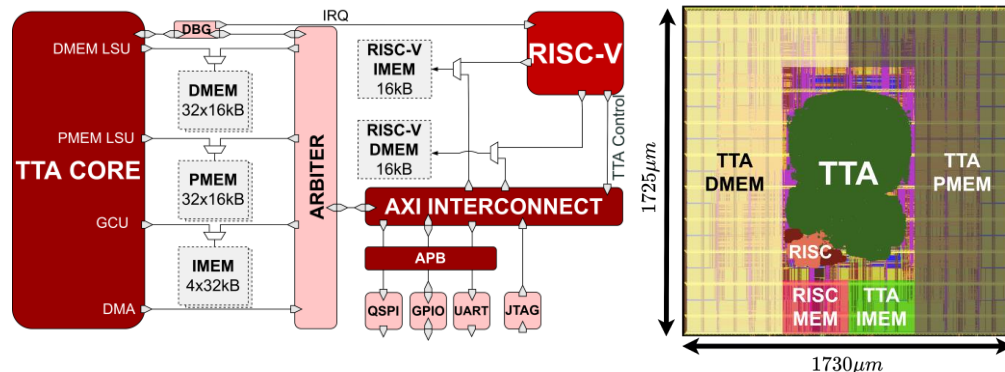 TTA CORE
DMEM LSU
PMEM LSU
GCU
DMA
DBG
IRQ
DMEM
32x16kB
PMEM
32x16kB
IMEM
4x32kB
ARBITER
RISC-V
IMEM
16kB
RISC-V
DMEM
16kB
RISC-V
TTA Control
AXI INTERCONNECT
APB
QSPI
GPIO
UART
JTAG
TTA
DMEM
TTA
TTA
PMEM
RISC
RISC
MEM
TTA
IMEM
1725μm
1730μm